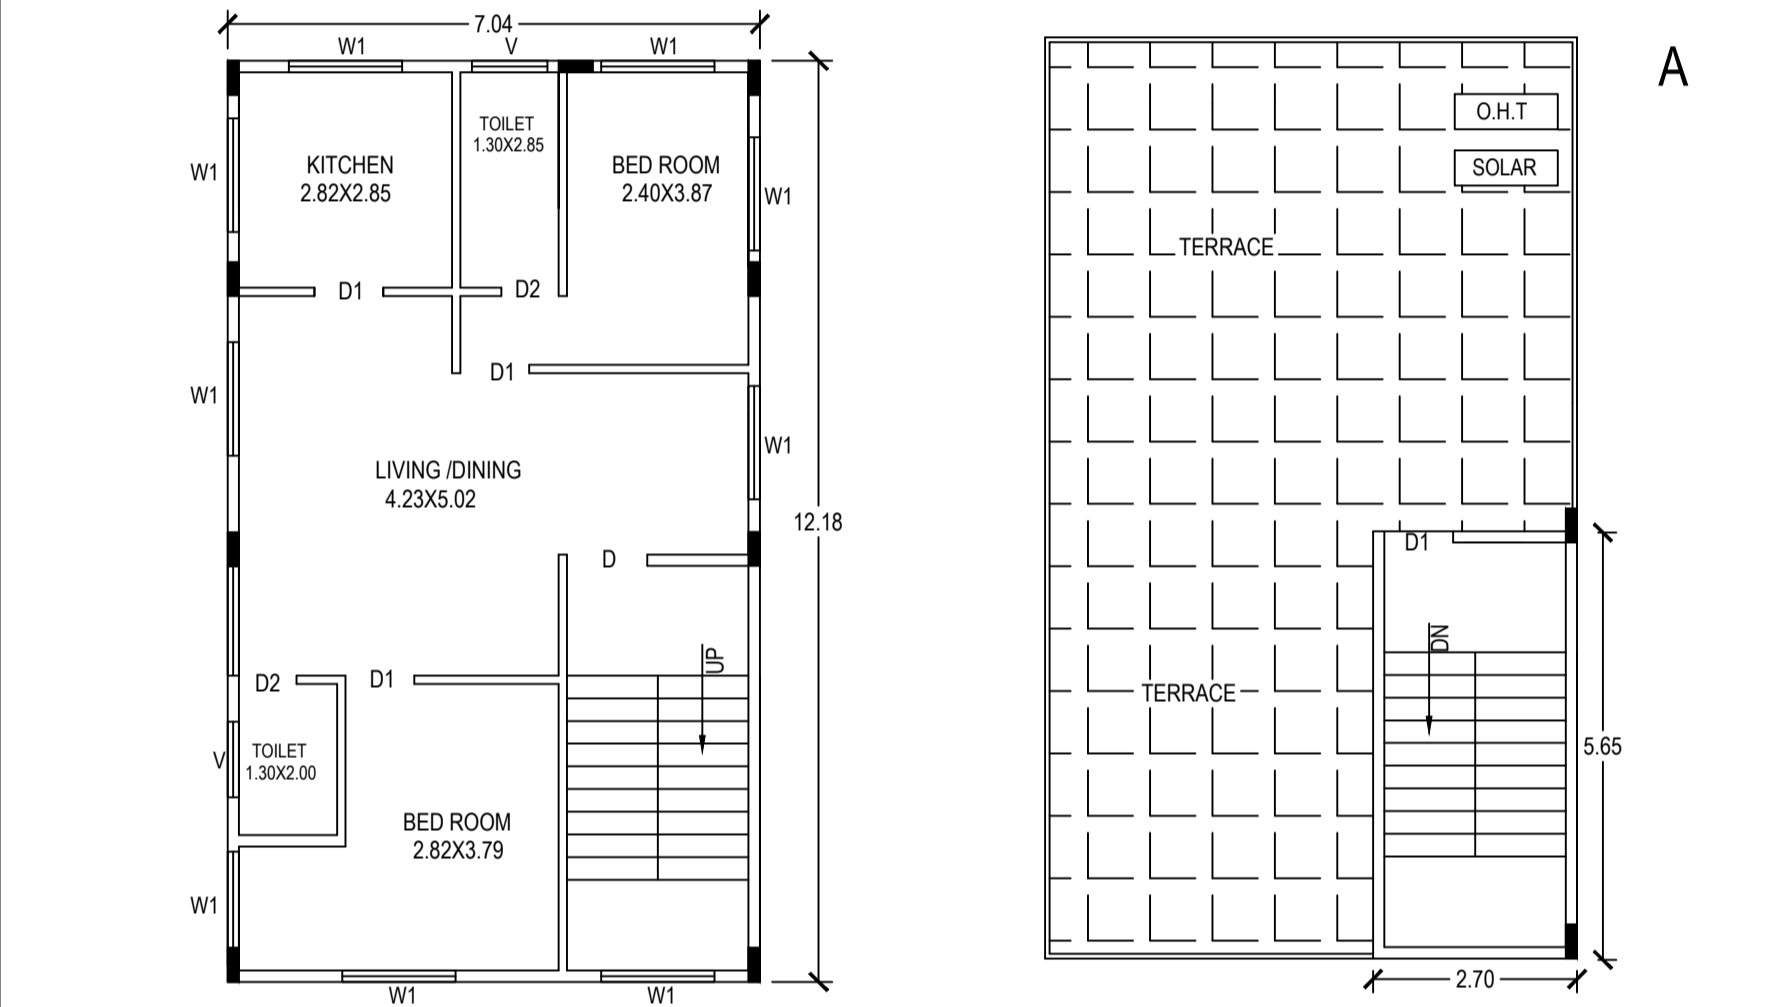 7.04
W1
V
W1
A
TOILET
1.30X2.85
O.H.T
KITCHEN
2.82X2.85
BED ROOM
2.40X3.87
SOLAR
W1
W1
TERRACE
D1
D2
D1
W1
W1
LIVING /DINING
4.23X5.02
12.18
D
D1
UP
DN
D2
D1
TERRACE
V
TOILET
1.30X2.00
5.65
BED ROOM
2.82X3.79
W1
2.70
W1
W1